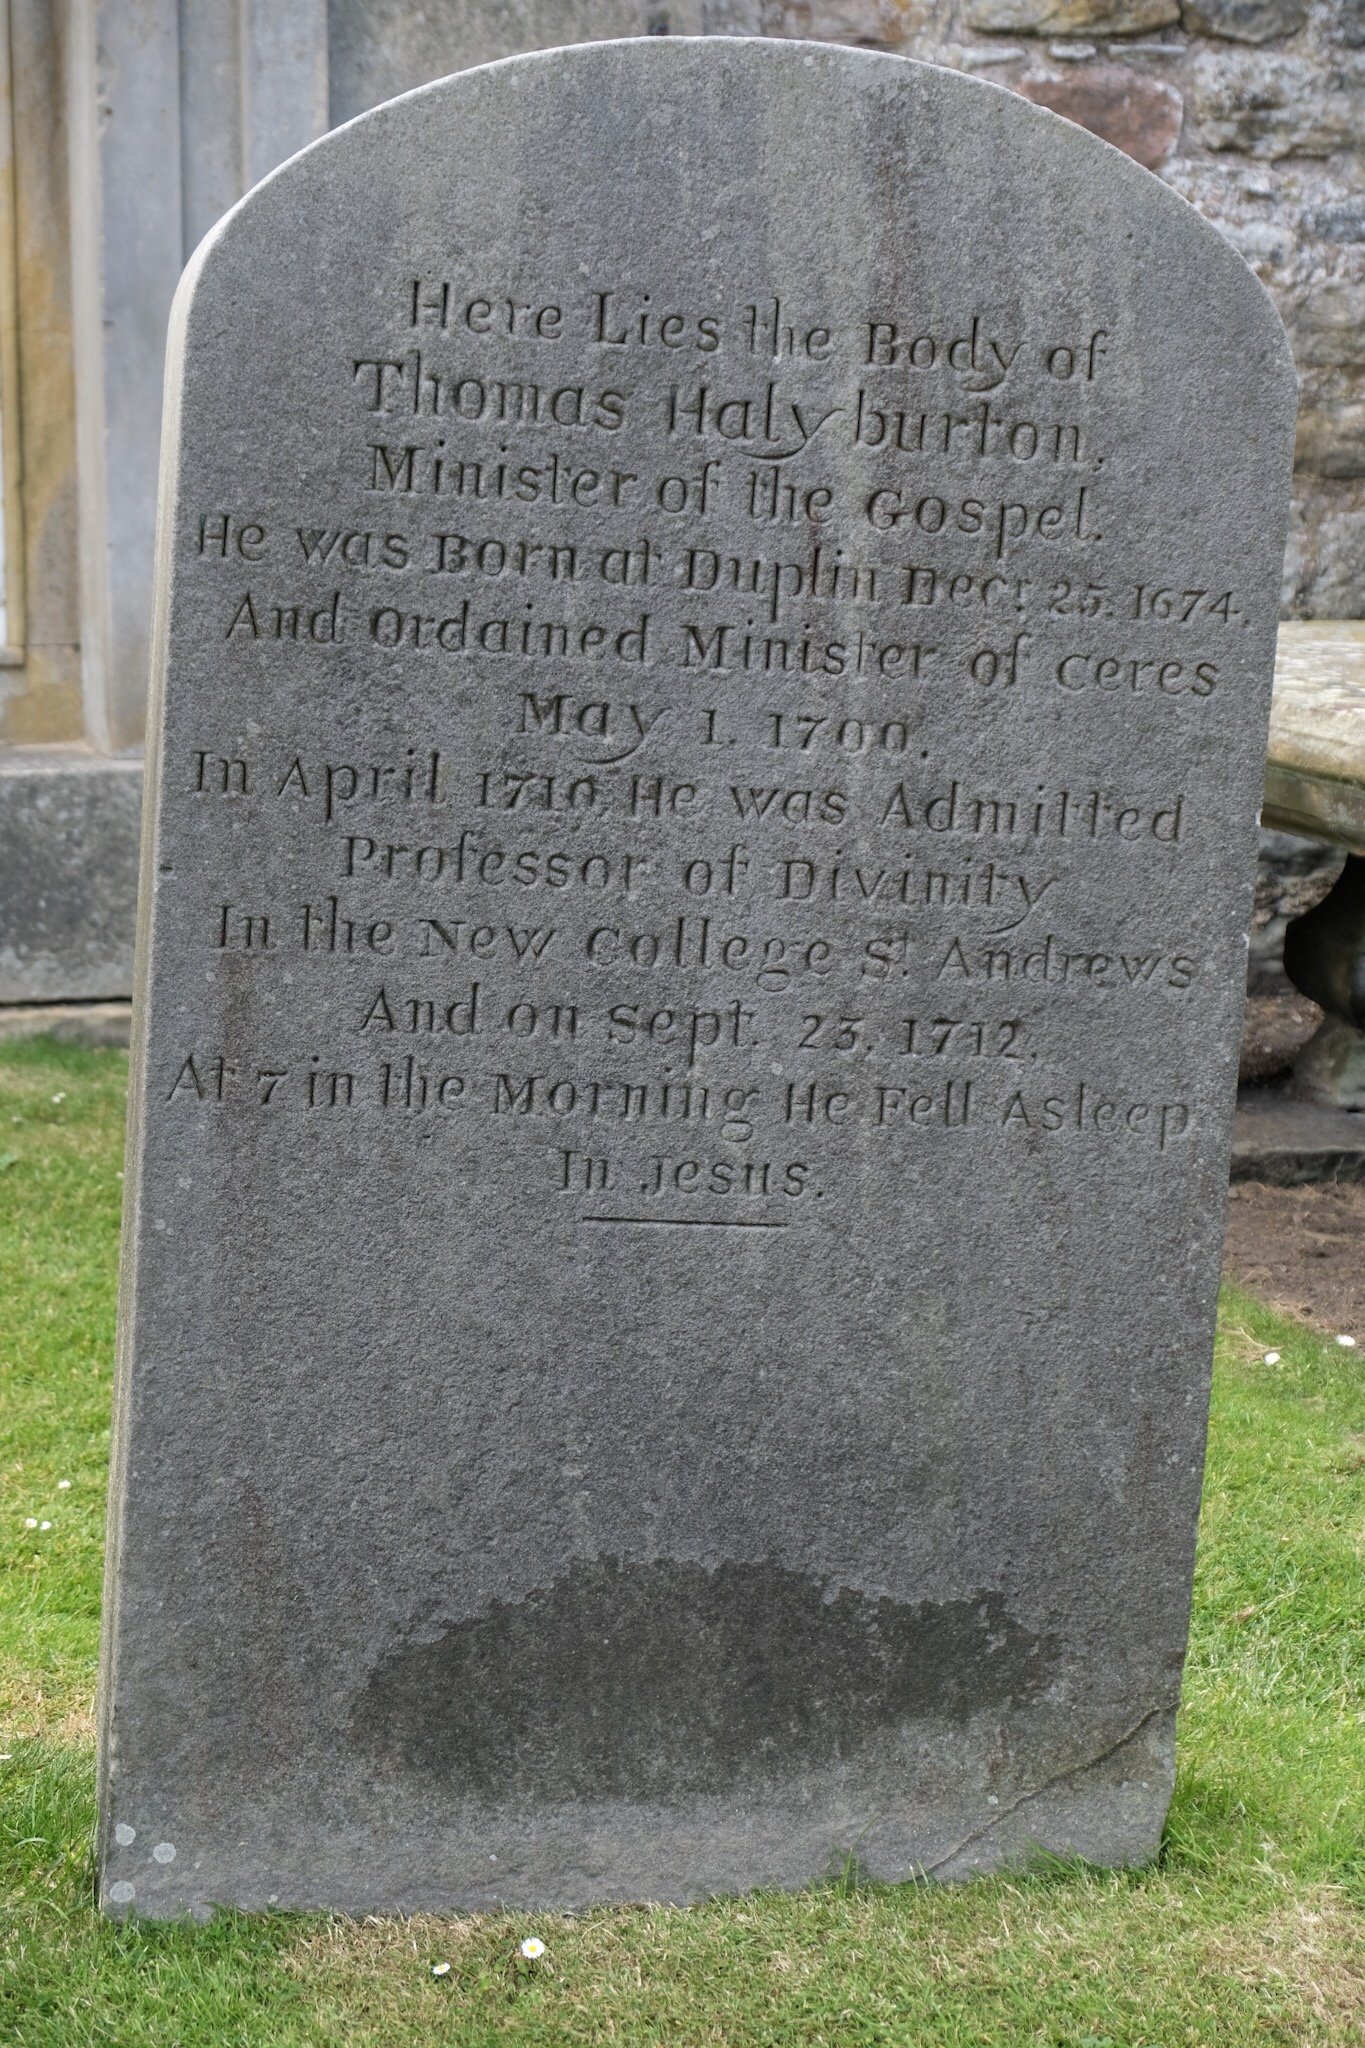 Here Lies the Body of
Thomas Halyburton,
Minister of the Gospel.
He was Born at Duplin Decr. 25. 1674.
And Ordained Minister of Ceres
May 1. 1700.
In April 1710. He was Admitted
Professor of Divinity
In the New College St. Andrews
And on Sept. 23. 1712.
At 7 in the Morning He Fell Asleep
In Jesus.